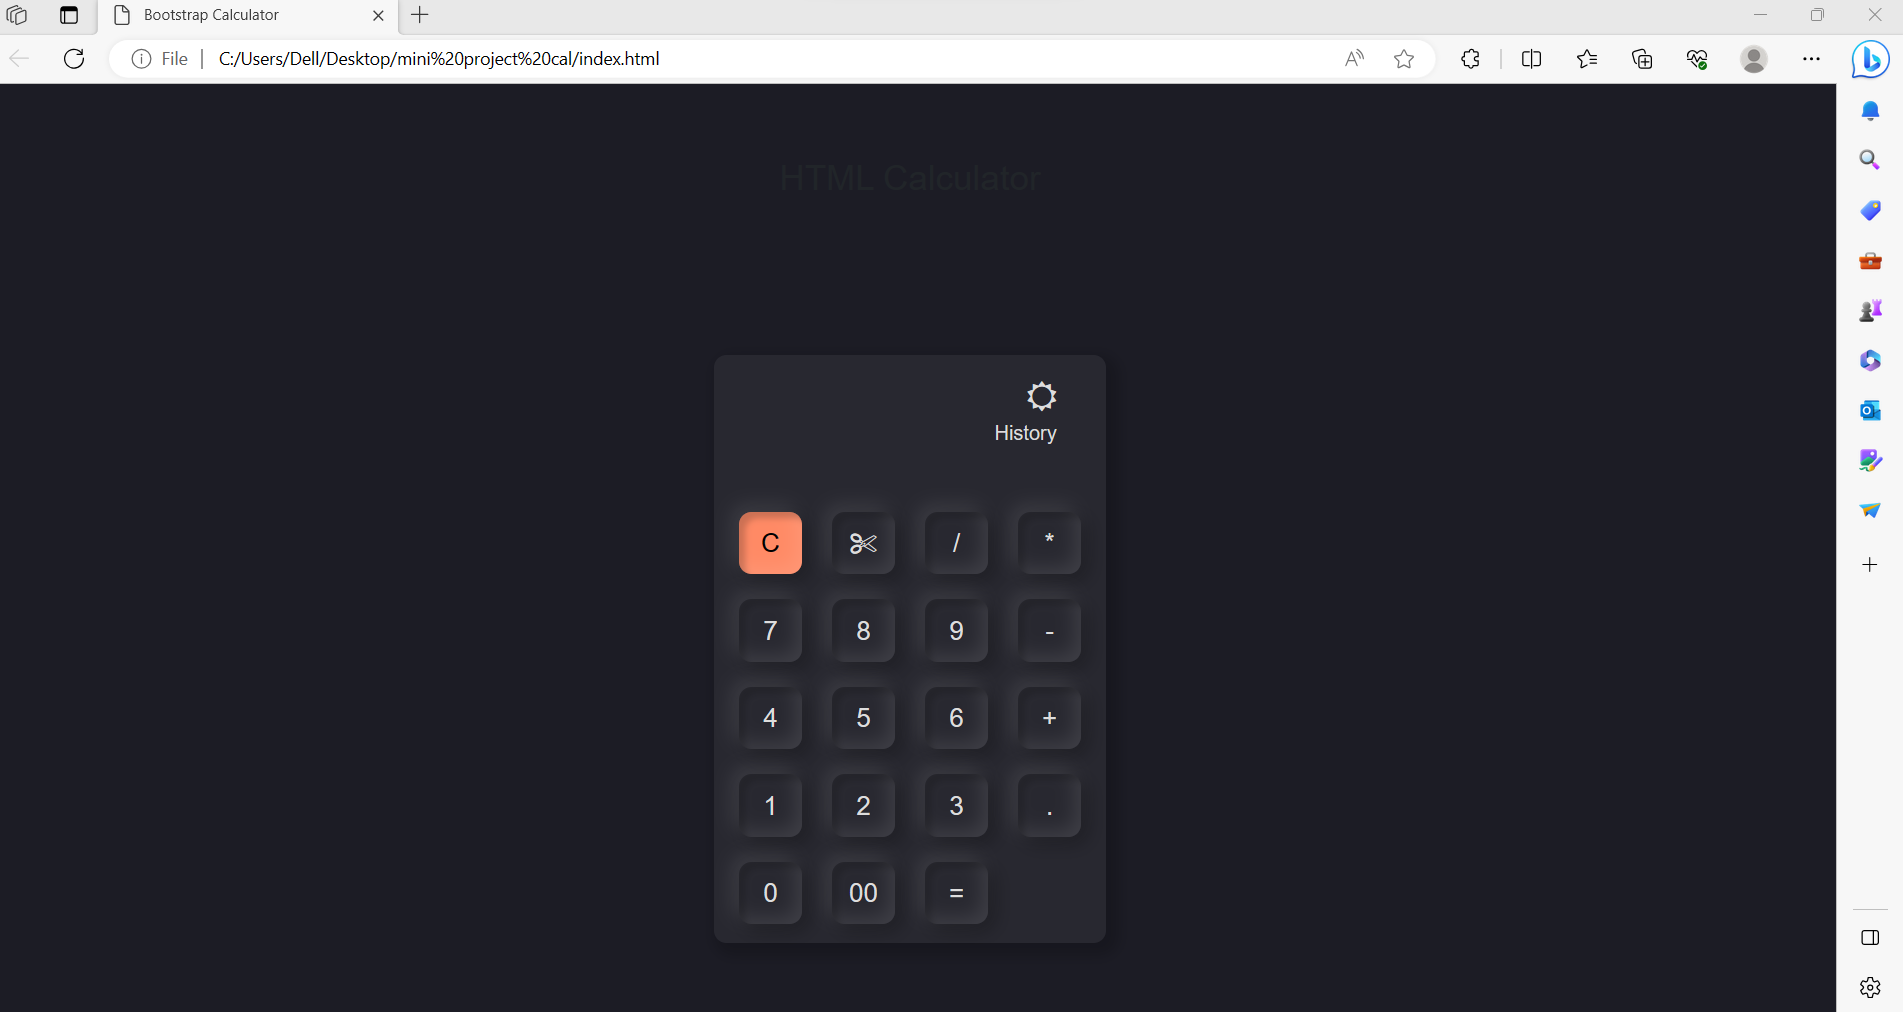 Bootstrap Calculator
File C:/Users/Dell/Desktop/mini%20project%20cal/index.html
HTML Calculator
History
C / *
7 8 9 -
4 5 6 +
1 2 3 .
0 00 =